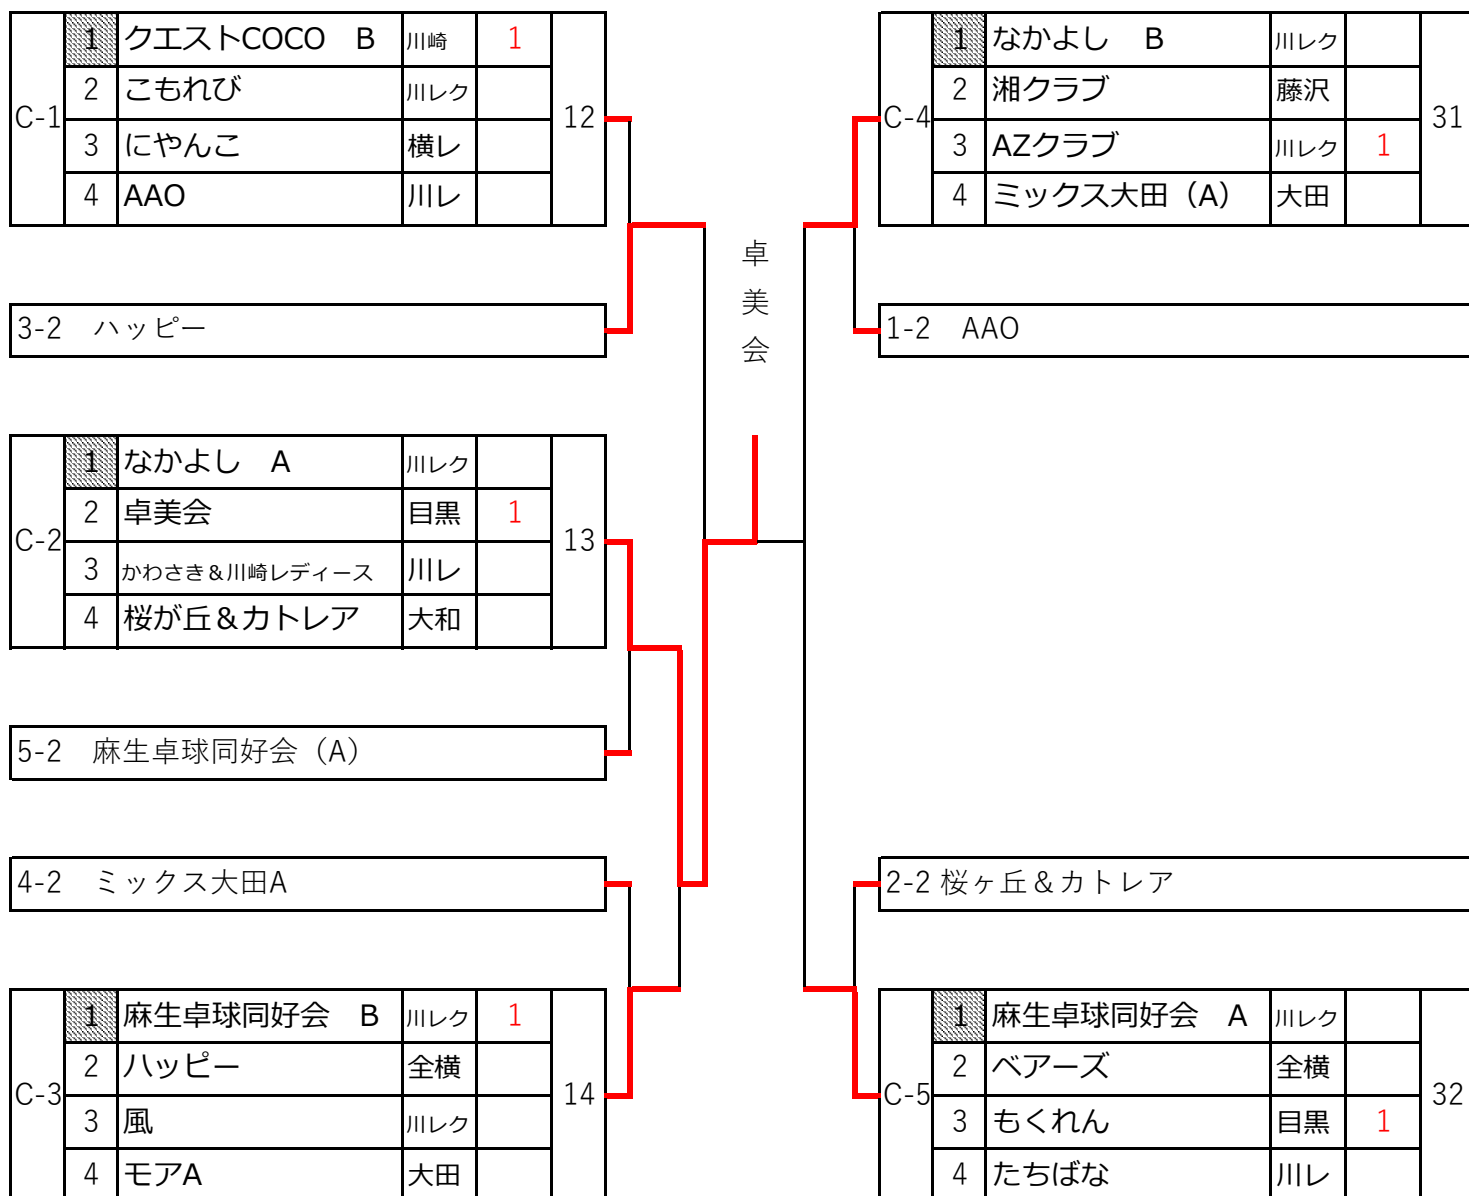 C-1
1 クエストCOCO　B 川崎 1
2 こもれび 川レク
3 にやんこ 横レ
4 AAO 川レ
12
3-2　ハッピー
C-2
1 なかよし　A 川レク
2 卓美会 目黒 1
3 かわさき&川崎レディース 川レ
4 桜が丘&カトレア 大和
13
5-2　麻生卓球同好会（A）
4-2　ミックス大田A
C-3
1 麻生卓球同好会　B 川レク 1
2 ハッピー 全横
3 風 川レク
4 モアA 大田
14
卓美会
C-4
1 なかよし　B 川レク
2 湘クラブ 藤沢
3 AZクラブ 川レク 1
4 ミックス大田（A） 大田
31
1-2　AAO
2-2 桜ヶ丘&カトレア
C-5
1 麻生卓球同好会　A 川レク
2 ベアーズ 全横
3 もくれん 目黒 1
4 たちばな 川レ
32